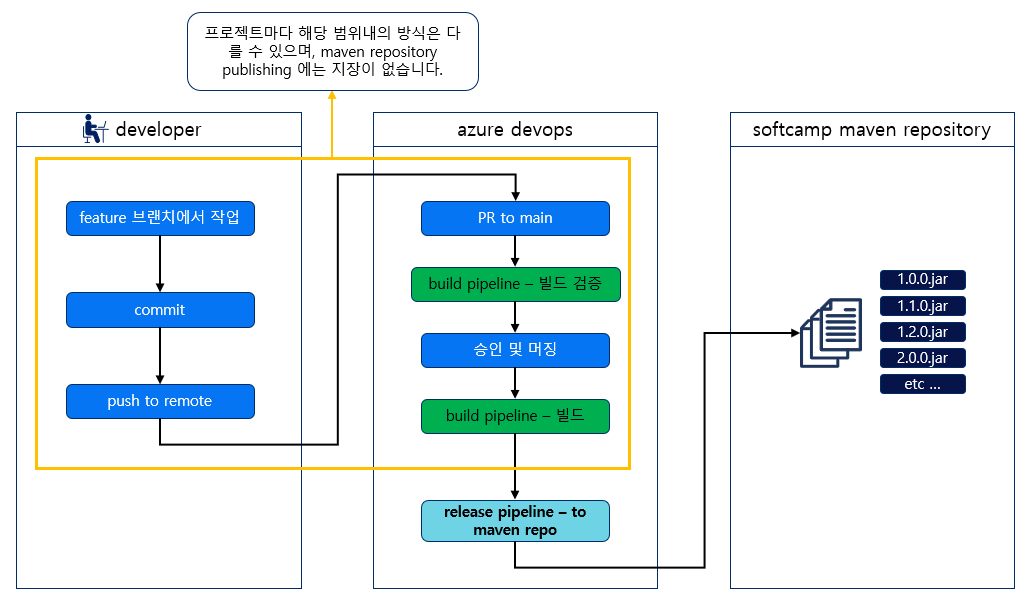 프로젝트마다 해당 범위내의 방식은 다
를 수 있으며, maven repository
publishing 에는 지장이 없습니다.
developer
azure devops
softcamp maven repository
feature 브랜치에서 작업
commit
push to remote
PR to main
build pipeline – 빌드 검증
승인 및 머징
build pipeline – 빌드
release pipeline – to
maven repo
1.0.0.jar
1.1.0.jar
1.2.0.jar
2.0.0.jar
etc ...